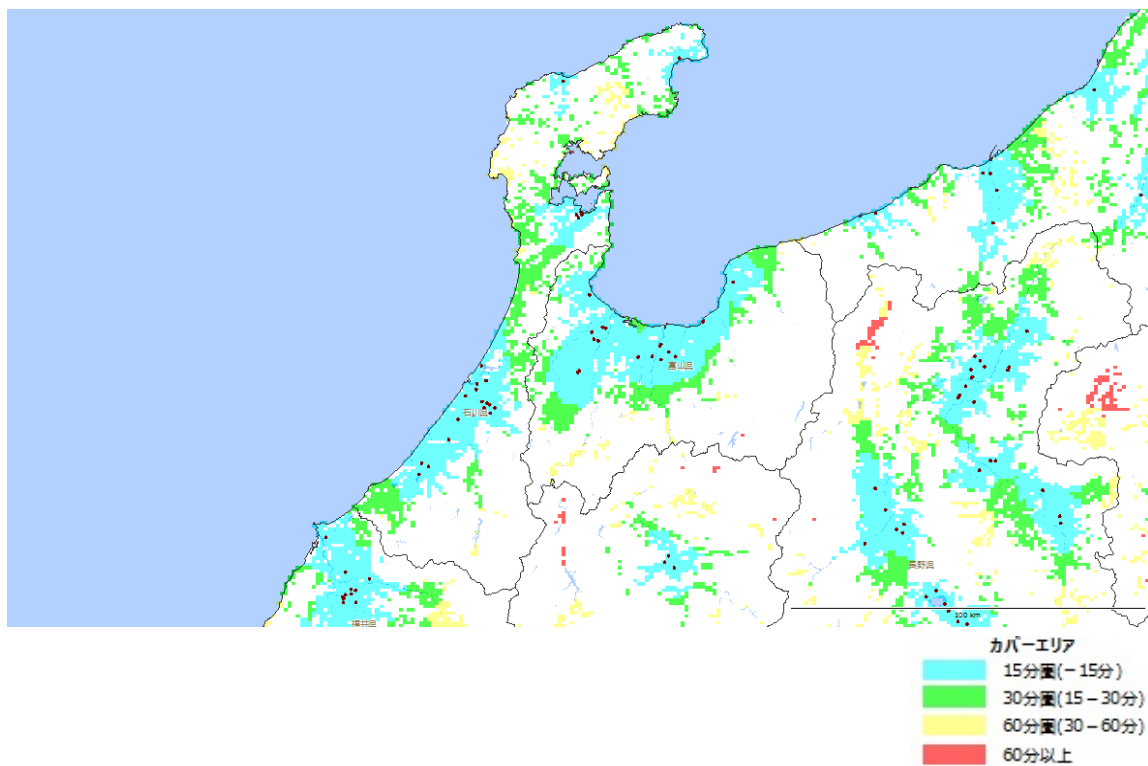 富山県
石川県
長野県
100 km
福井県
カバーエリア
15分圏(－15分)
30分圏(15－30分)
60分圏(30－60分)
60分以上